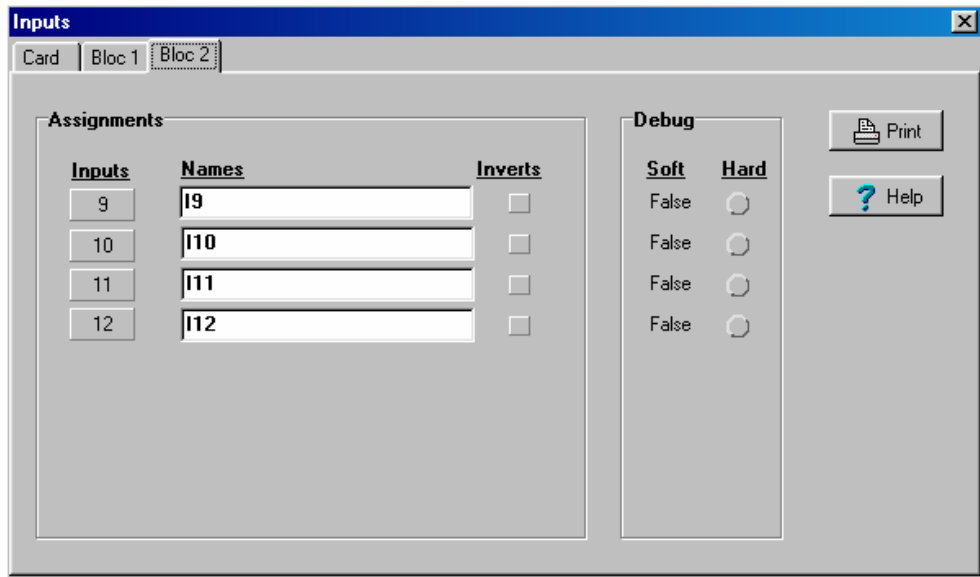 Inputs
Card Bloc 1 Bloc 2
Assignments Debug
Print
Inputs Names Inverts Soft Hard
9 I9 False
Help
10 I10 False
11 I11 False
12 I12 False